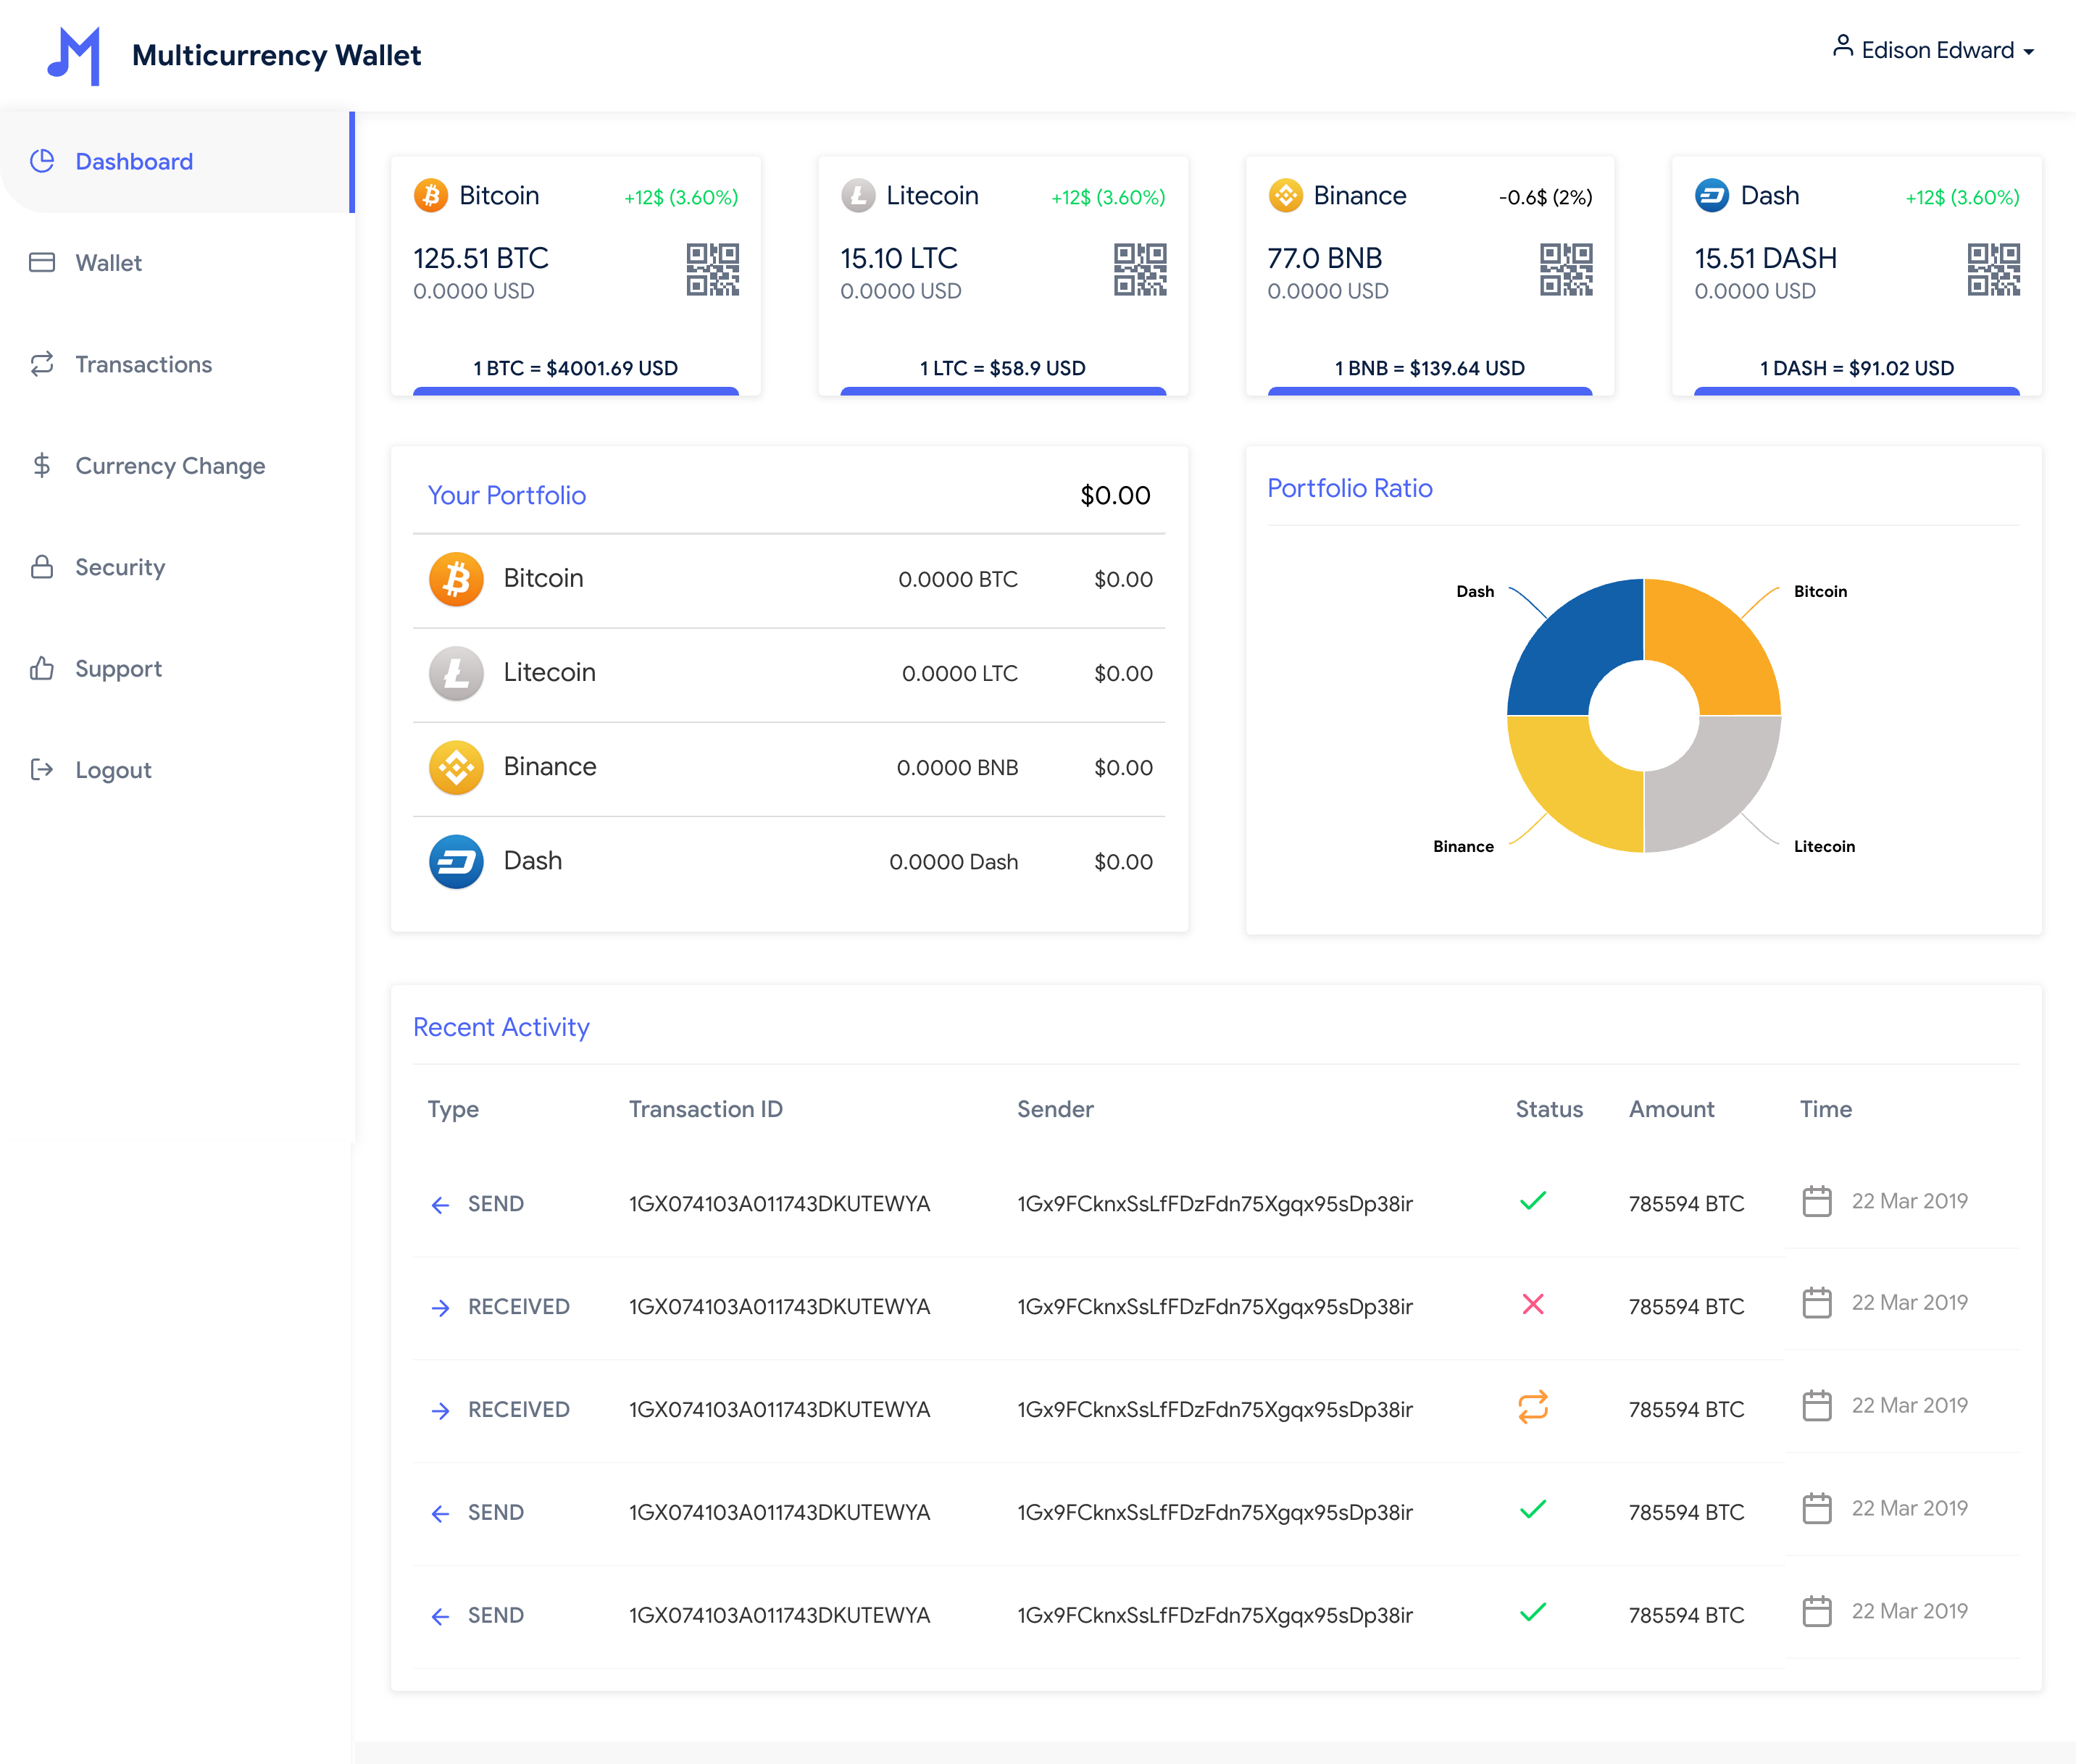 Multicurrency Wallet
Edison Edward
Dashboard
Wallet
Transactions
Currency Change
Security
Support
Logout
Bitcoin +12$ (3.60%)
125.51 BTC
0.0000 USD
1 BTC = $4001.69 USD
Litecoin +12$ (3.60%)
15.10 LTC
0.0000 USD
1 LTC = $58.9 USD
Binance -0.6$ (2%)
77.0 BNB
0.0000 USD
1 BNB = $139.64 USD
Dash +12$ (3.60%)
15.51 DASH
0.0000 USD
1 DASH = $91.02 USD
Your Portfolio $0.00
Bitcoin 0.0000 BTC $0.00
Litecoin 0.0000 LTC $0.00
Binance 0.0000 BNB $0.00
Dash 0.0000 Dash $0.00
Portfolio Ratio
Dash Bitcoin
Binance Litecoin
Recent Activity
Type Transaction ID Sender Status Amount Time
SEND 1GX074103A011743DKUTEWYA 1Gx9FCknxSsLfFDzFdn75Xgqx95sDp38ir 785594 BTC 22 Mar 2019
RECEIVED 1GX074103A011743DKUTEWYA 1Gx9FCknxSsLfFDzFdn75Xgqx95sDp38ir 785594 BTC 22 Mar 2019
RECEIVED 1GX074103A011743DKUTEWYA 1Gx9FCknxSsLfFDzFdn75Xgqx95sDp38ir 785594 BTC 22 Mar 2019
SEND 1GX074103A011743DKUTEWYA 1Gx9FCknxSsLfFDzFdn75Xgqx95sDp38ir 785594 BTC 22 Mar 2019
SEND 1GX074103A011743DKUTEWYA 1Gx9FCknxSsLfFDzFdn75Xgqx95sDp38ir 785594 BTC 22 Mar 2019